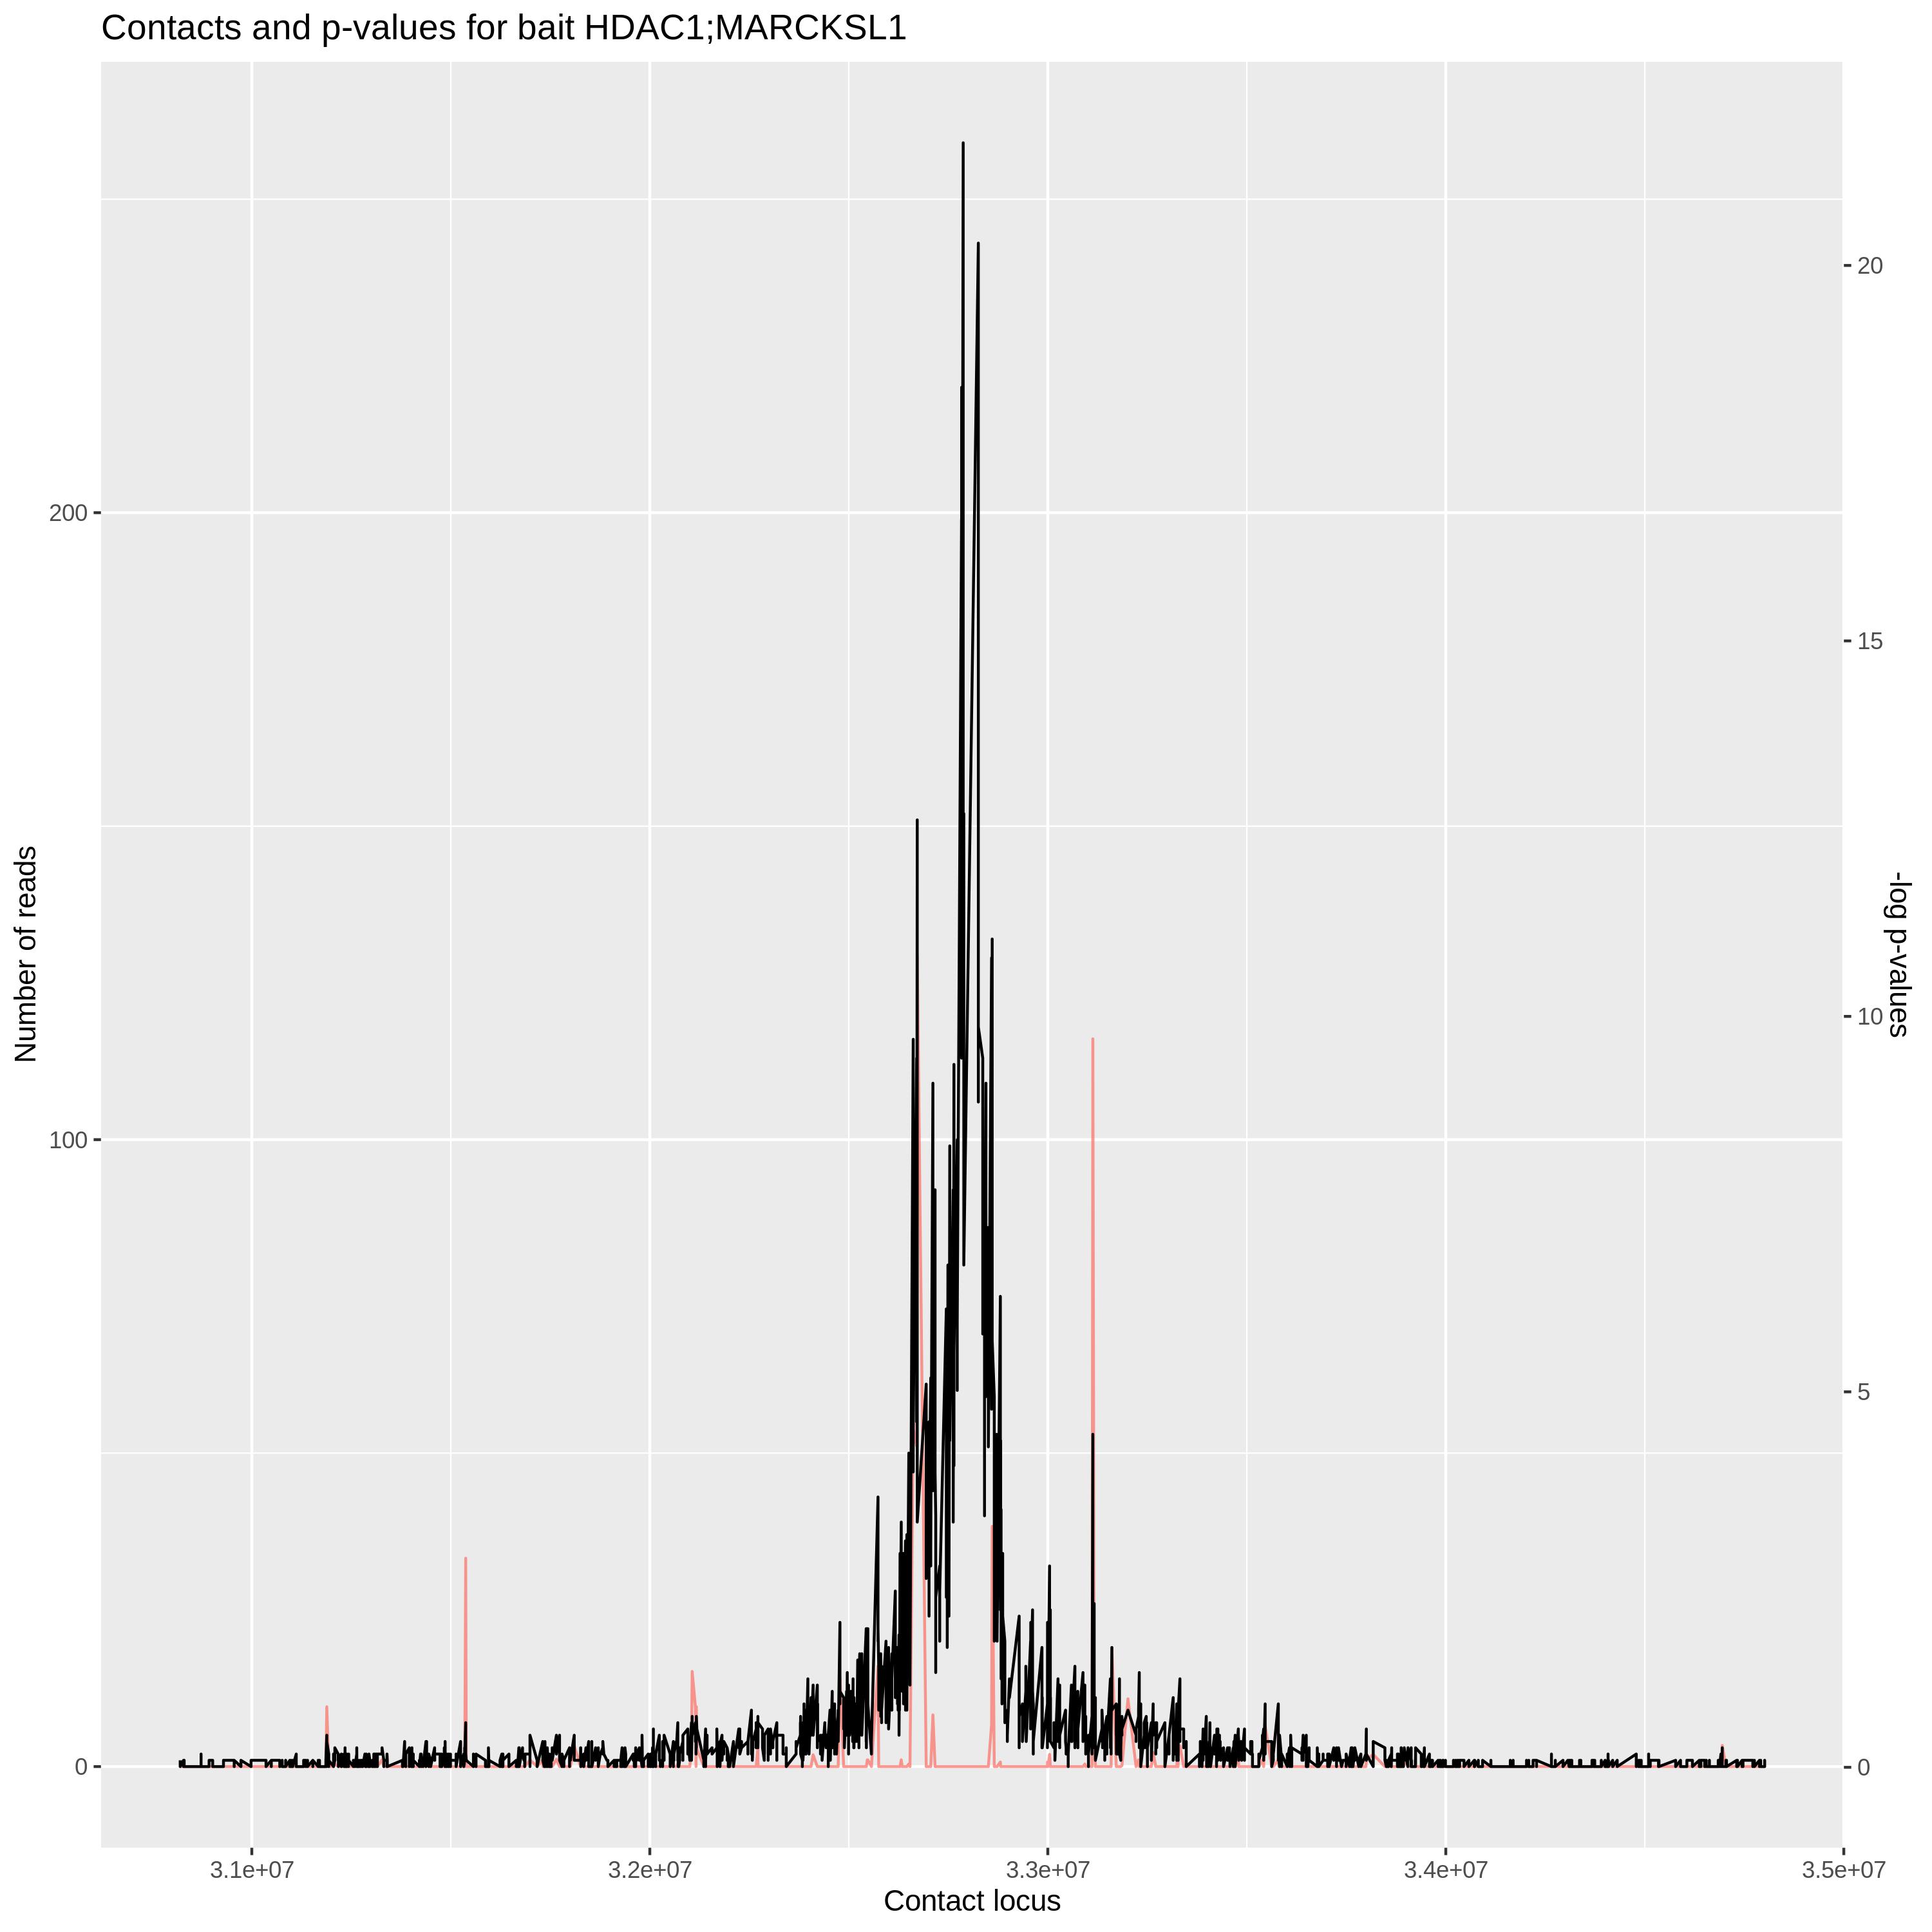 Contacts and p-values for bait HDAC1;MARCKSL1
Number of reads
200
100
0
20
15
10
5
0
-log p-values
3.1e+07
3.2e+07
3.3e+07
3.4e+07
3.5e+07
Contact locus